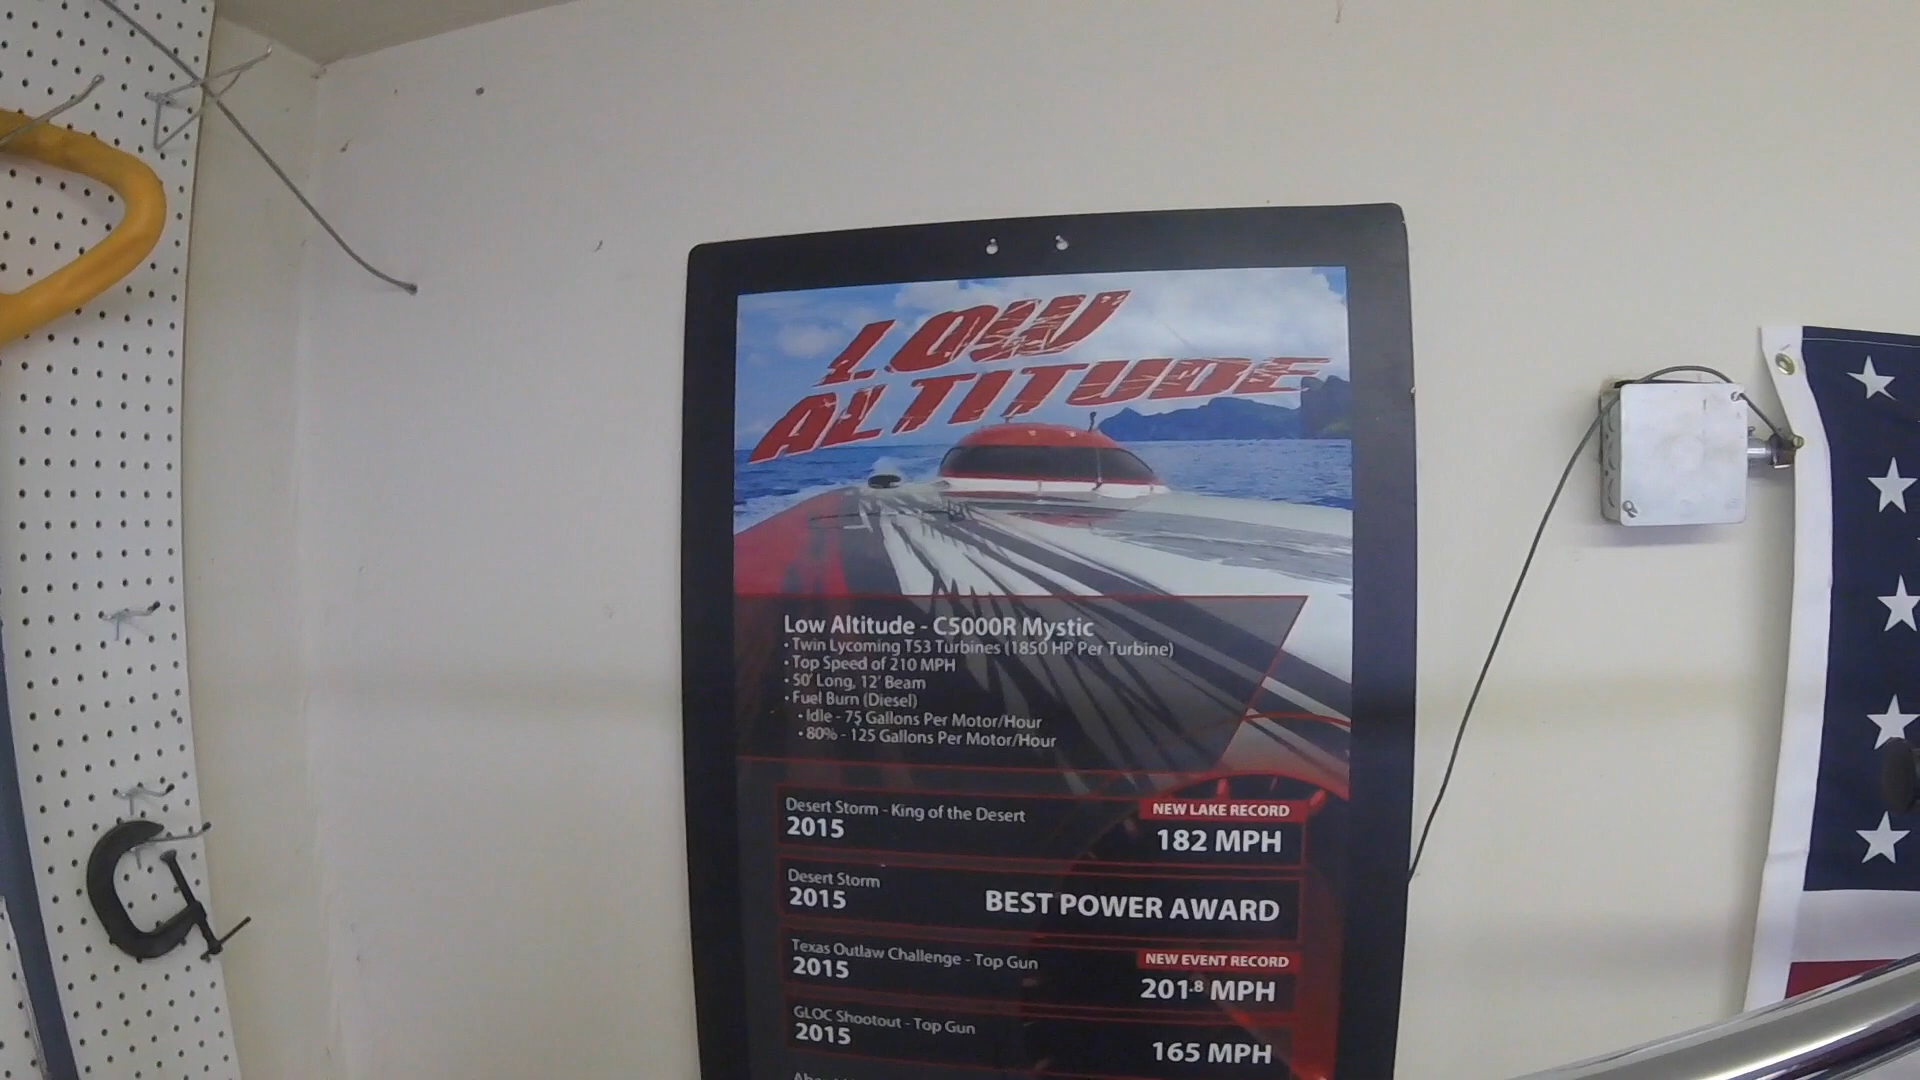 LOW
ALTITUDE
Low Altitude - C5000R Mystic
• Twin Lycoming T53 Turbines (1850 HP Per Turbine)
• Top Speed of 210 MPH
• 50' Long, 12' Beam
• Fuel Burn (Diesel)
• Idle - 75 Gallons Per Motor/Hour
• 80% - 125 Gallons Per Motor/Hour
Desert Storm - King of the Desert
NEW LAKE RECORD
2015
182 MPH
Desert Storm
2015
BEST POWER AWARD
Texas Outlaw Challenge - Top Gun
NEW EVENT RECORD
2015
201.8 MPH
GLOC Shootout - Top Gun
2015
165 MPH